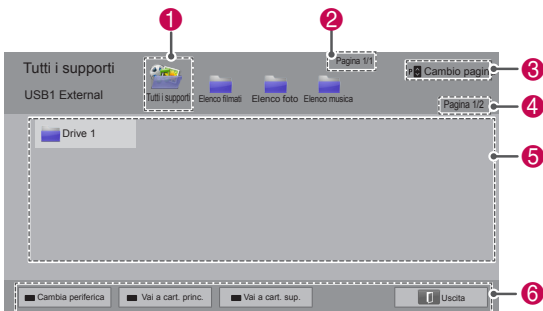 1
2
Pagina 1/1
3
Tutti i supporti
P Cambio pagin
USB1 External
Tutti i supporti
Elenco filmati
Elenco foto
Elenco musica
Pagina 1/2
4
Drive 1
5
Cambia periferica
Vai a cart. princ.
Vai a cart. sup.
Uscita
6